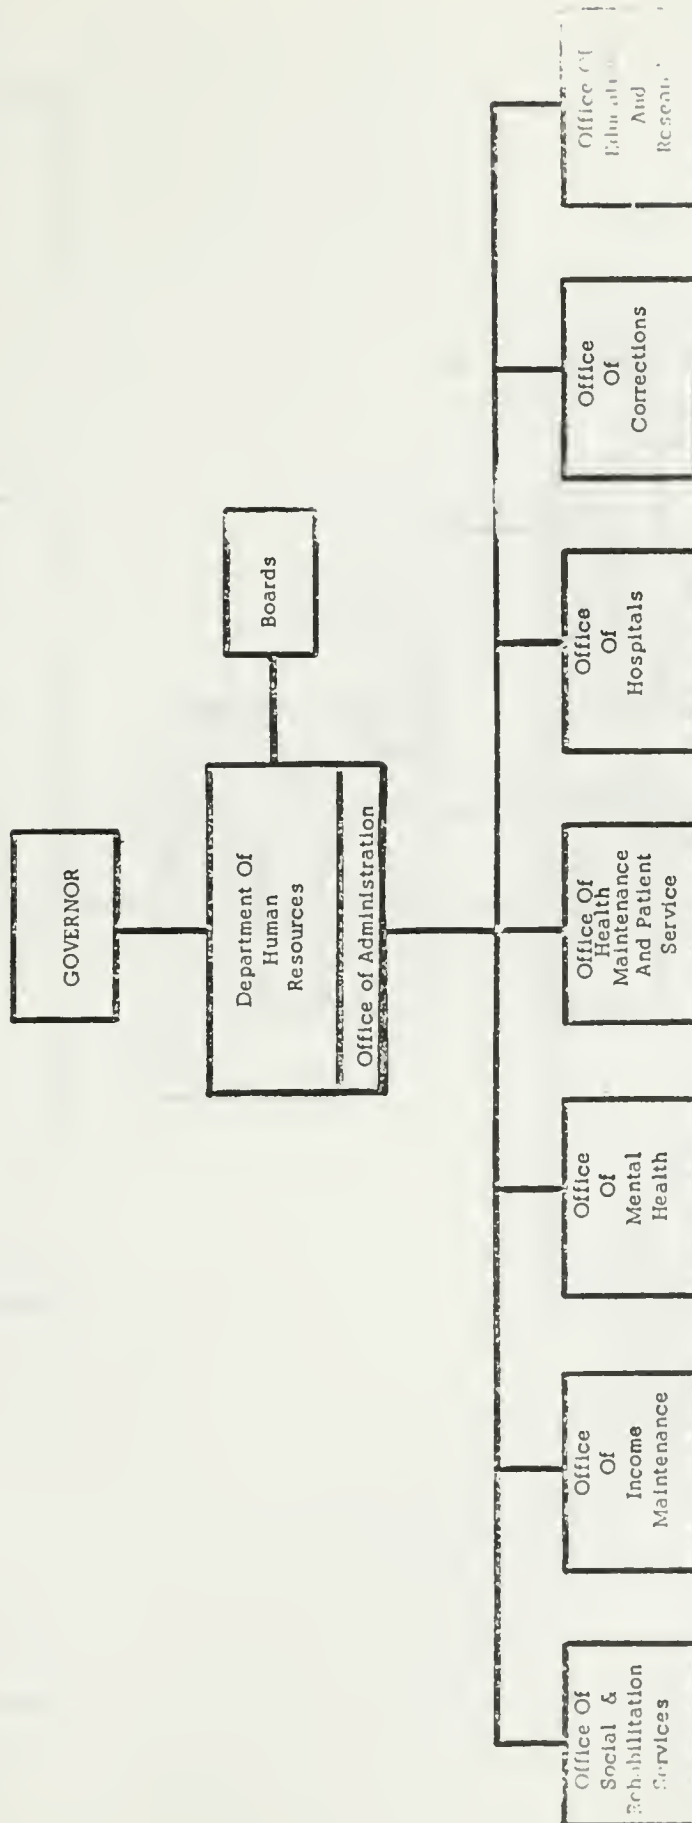 GOVERNOR
Department Of
Human
Resources
Office of Administration
Boards
Office Of
Social &
Rehabilitation
Services
Office
Of
Income
Maintenance
Office
Of
Mental
Health
Office Of
Health
Maintenance
And Patient
Service
Office
Of
Hospitals
Office
Of
Corrections
Office Of
And